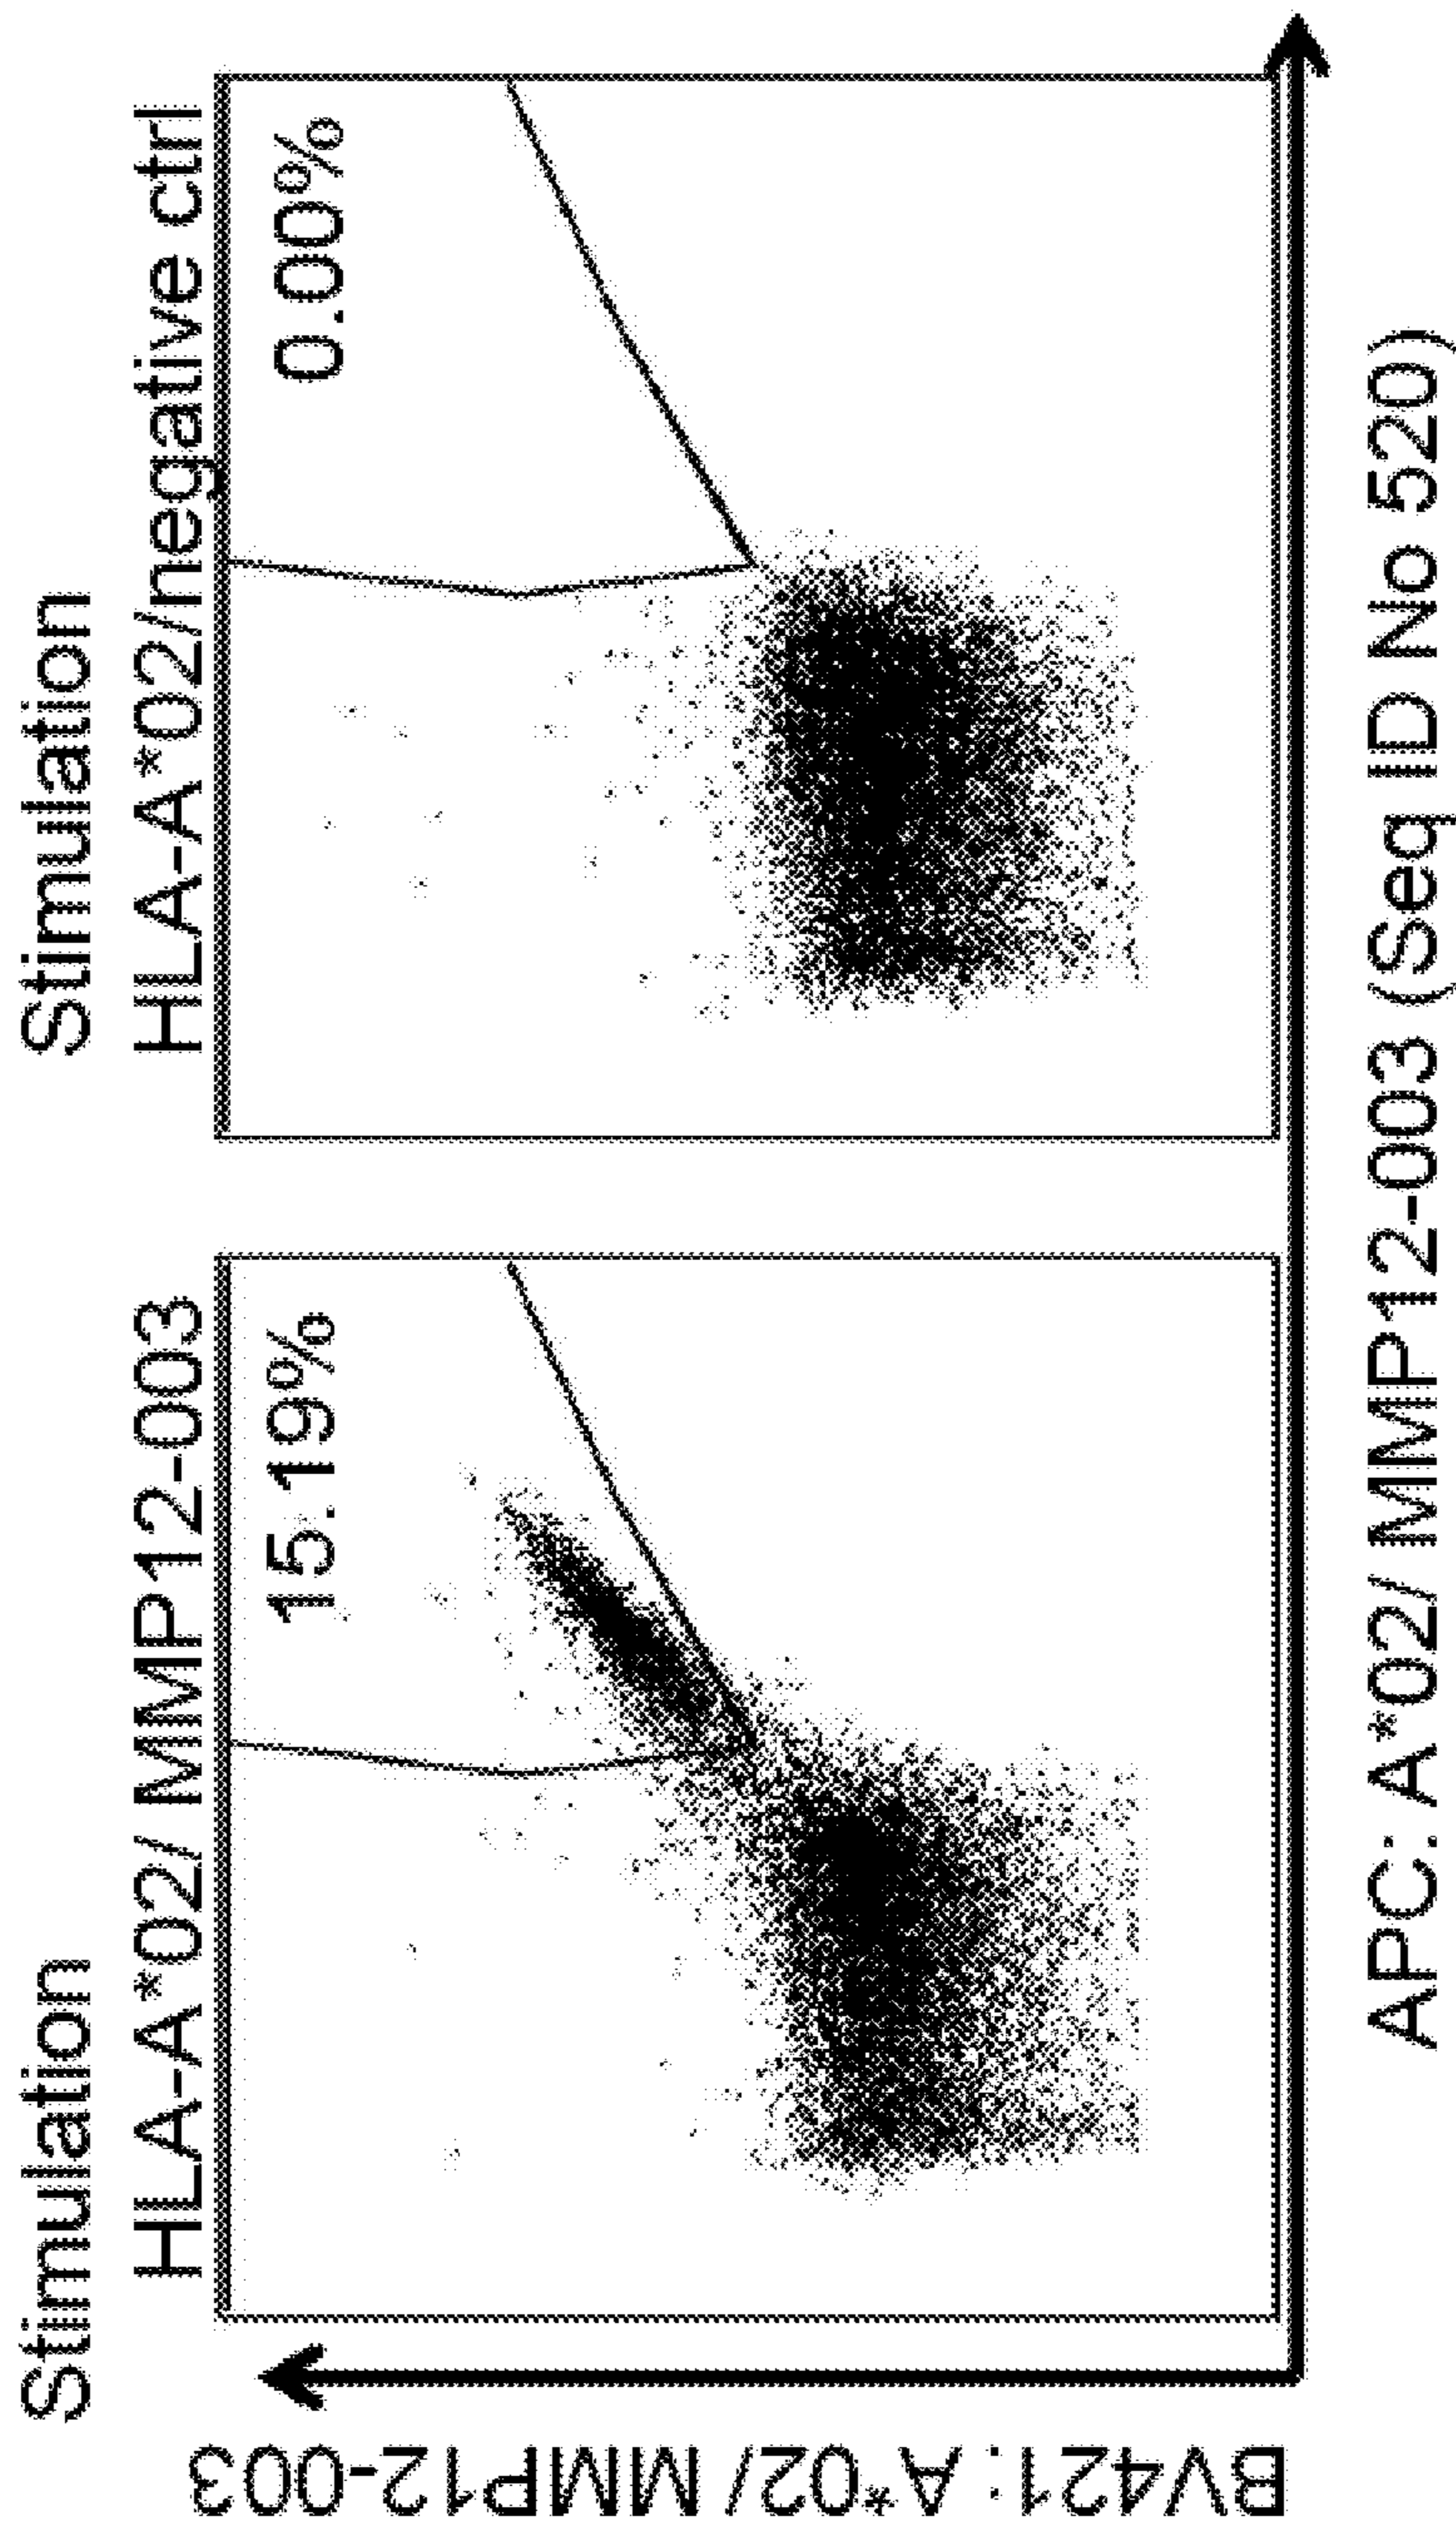 Stimulation
HLA-A*02/ MMP12-003
15.19%
Stimulation
HLA-A*02/negative ctrl
0.00%
BV421: A*02/ MMP12-003
APC: A*02/ MMP12-003 (Seq ID No 520)